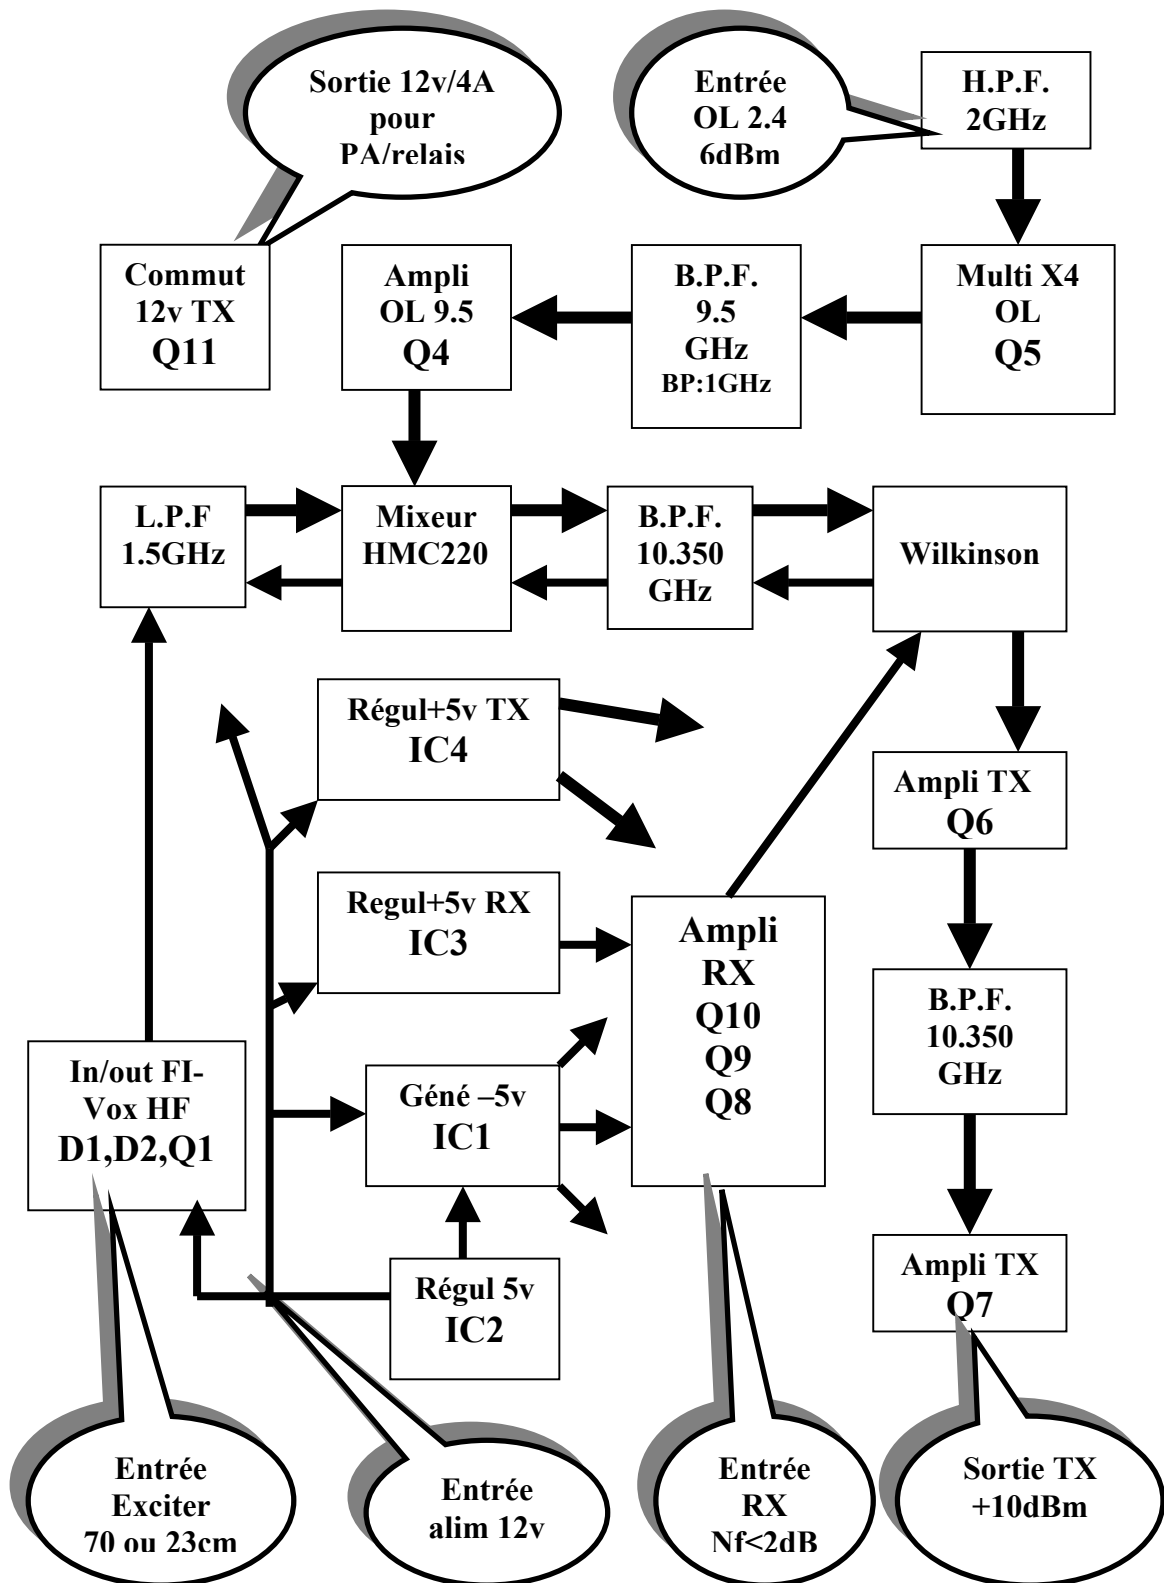 Sortie 12v/4A
pour
PA/relais
Entrée
OL 2.4
6dBm
H.P.F.
2GHz
Commut
12v TX
Q11
Ampli
OL 9.5
Q4
B.P.F.
9.5
GHz
BP:1GHz
Multi X4
OL
Q5
L.P.F
1.5GHz
Mixeur
HMC220
B.P.F.
10.350
GHz
Wilkinson
Régul+5v TX
IC4
Ampli TX
Q6
Regul+5v RX
IC3
Ampli
RX
Q10
Q9
Q8
B.P.F.
10.350
GHz
In/out FI-
Vox HF
D1,D2,Q1
Géné –5v
IC1
Régul 5v
IC2
Ampli TX
Q7
Entrée
Exciter
70 ou 23cm
Entrée
alim 12v
Entrée
RX
Nf<2dB
Sortie TX
+10dBm